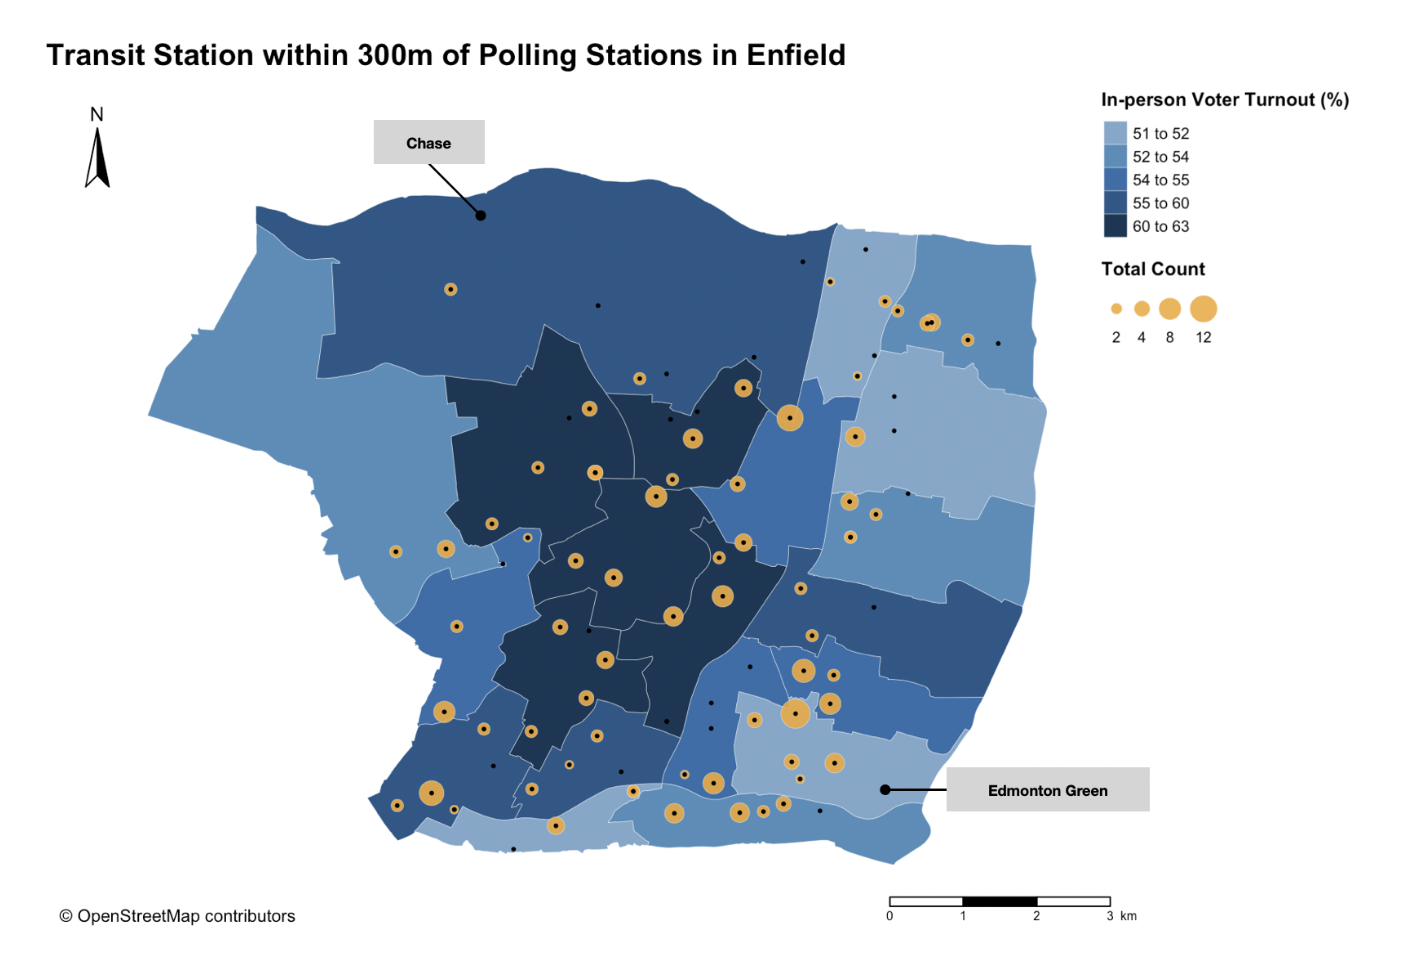 Transit Station within 300m of Polling Stations in Enfield
N
Chase
In-person Voter Turnout (%)
51 to 52
52 to 54
54 to 55
55 to 60
60 to 63
Total Count
2 4 8 12
Edmonton Green
© OpenStreetMap contributors
0 1 2 3 km